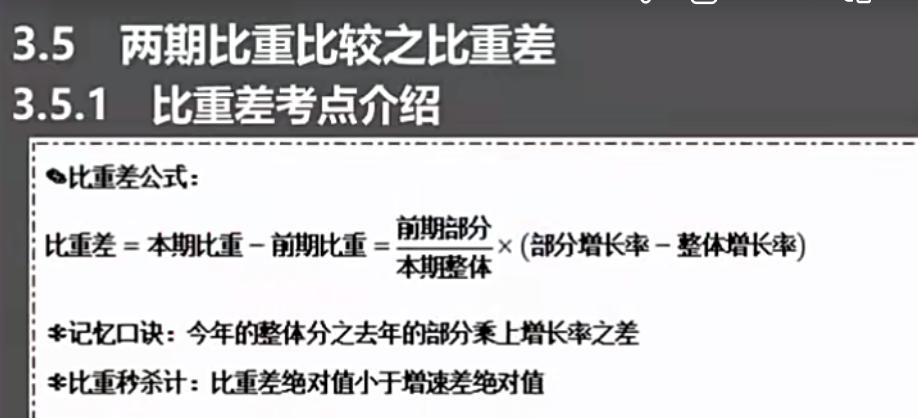 3.5 两期比重比较之比重差
3.5.1 比重差考点介绍
✎比重差公式：
比重差 = 本期比重 − 前期比重 = 前期部分/本期整体 × (部分增长率 − 整体增长率)
*记忆口诀：今年的整体分之去年的部分乘上增长率之差
*比重秒杀计：比重差绝对值小于增速差绝对值